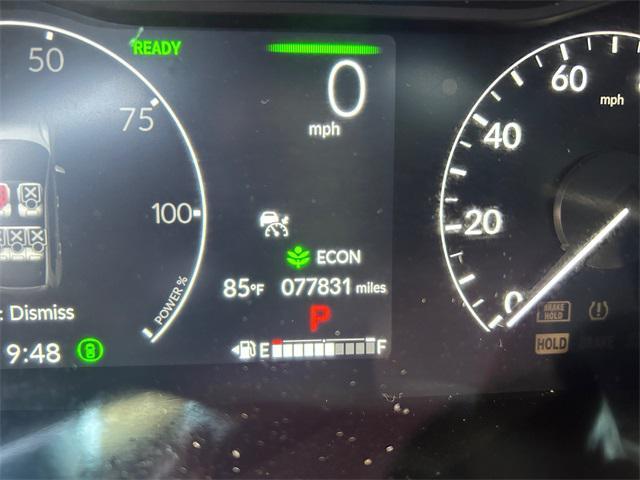 READY
50
75
100
POWER %
: Dismiss
9:48
0
mph
ECON
85°F 077831 miles
P
E F
60
mph
40
20
0
BRAKE HOLD
HOLD BRAKE